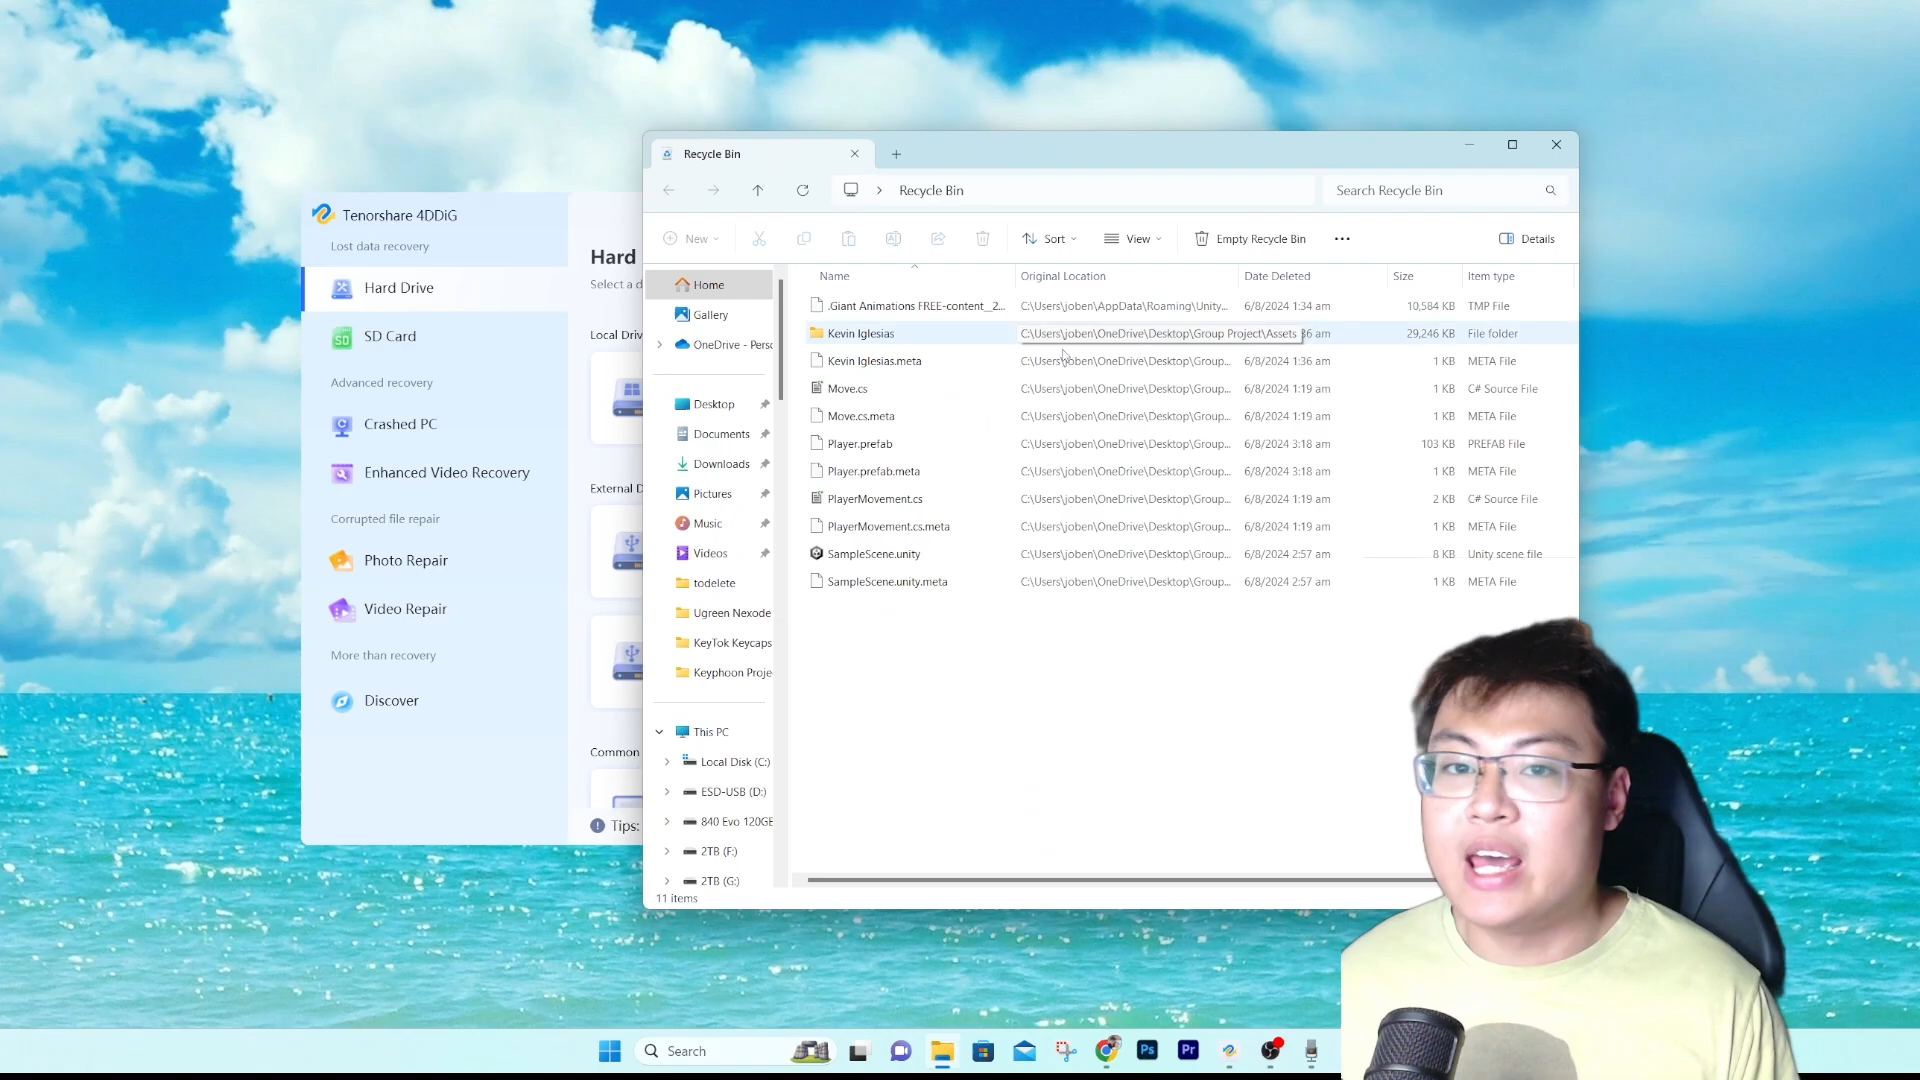 Tenorshare 4DDiG
Lost data recovery
Hard Drive
SD Card
Advanced recovery
Crashed PC
Enhanced Video Recovery
Corrupted file repair
Photo Repair
Video Repair
More than recovery
Discover
Hard
Select a d
Local Driv
External D
Common
Tips:
Recycle Bin
Recycle Bin
Search Recycle Bin
New
Sort
View
Empty Recycle Bin
Details
Home
Gallery
OneDrive - Perso
Desktop
Documents
Downloads
Pictures
Music
Videos
todelete
Ugreen Nexode
KeyTok Keycaps
Keyphoon Proje
This PC
Local Disk (C:)
ESD-USB (D:)
840 Evo 120GB
2TB (F:)
2TB (G:)
Name Original Location Date Deleted Size Item type
.Giant Animations FREE-content__2... C:\Users\joben\AppData\Roaming\Unity... 6/8/2024 1:34 am 10,584 KB TMP File
Kevin Iglesias C:\Users\joben\OneDrive\Desktop\Group Project\Assets 36 am 29,246 KB File folder
Kevin Iglesias.meta C:\Users\joben\OneDrive\Desktop\Group... 6/8/2024 1:36 am 1 KB META File
Move.cs C:\Users\joben\OneDrive\Desktop\Group... 6/8/2024 1:19 am 1 KB C# Source File
Move.cs.meta C:\Users\joben\OneDrive\Desktop\Group... 6/8/2024 1:19 am 1 KB META File
Player.prefab C:\Users\joben\OneDrive\Desktop\Group... 6/8/2024 3:18 am 103 KB PREFAB File
Player.prefab.meta C:\Users\joben\OneDrive\Desktop\Group... 6/8/2024 3:18 am 1 KB META File
PlayerMovement.cs C:\Users\joben\OneDrive\Desktop\Group... 6/8/2024 1:19 am 2 KB C# Source File
PlayerMovement.cs.meta C:\Users\joben\OneDrive\Desktop\Group... 6/8/2024 1:19 am 1 KB META File
SampleScene.unity C:\Users\joben\OneDrive\Desktop\Group... 6/8/2024 2:57 am 8 KB Unity scene file
SampleScene.unity.meta C:\Users\joben\OneDrive\Desktop\Group... 6/8/2024 2:57 am 1 KB META File
11 items
Search
Ps
Pr